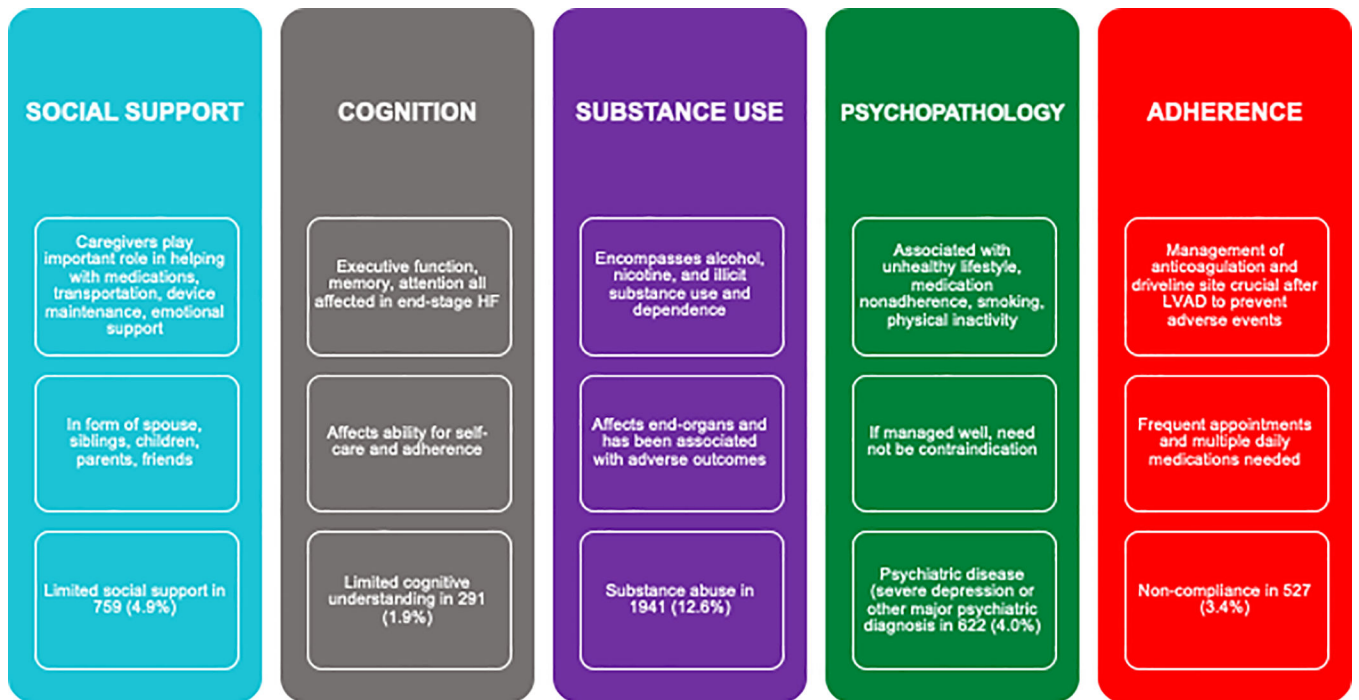 SOCIAL SUPPORT
Caregivers play
important role in helping
with medications,
transportation, device
maintenance, emotional
support
In form of spouse,
siblings, children,
parents, friends
Limited social support in
759 (4.9%)
COGNITION
Executive function,
memory, attention all
affected in end-stage HF
Affects ability for self-
care and adherence
Limited cognitive
understanding in 291
(1.9%)
SUBSTANCE USE
Encompasses alcohol,
nicotine, and illicit
substance use and
dependence
Affects end-organs and
has been associated
with adverse outcomes
Substance abuse in
1941 (12.6%)
PSYCHOPATHOLOGY
Associated with
unhealthy lifestyle,
medication
nonadherence, smoking,
physical inactivity
If managed well, need
not be contraindication
Psychiatric disease
(severe depression or
other major psychiatric
diagnosis in 622 (4.0%)
ADHERENCE
Management of
anticoagulation and
driveline site crucial after
LVAD to prevent
adverse events
Frequent appointments
and multiple daily
medications needed
Non-compliance in 527
(3.4%)